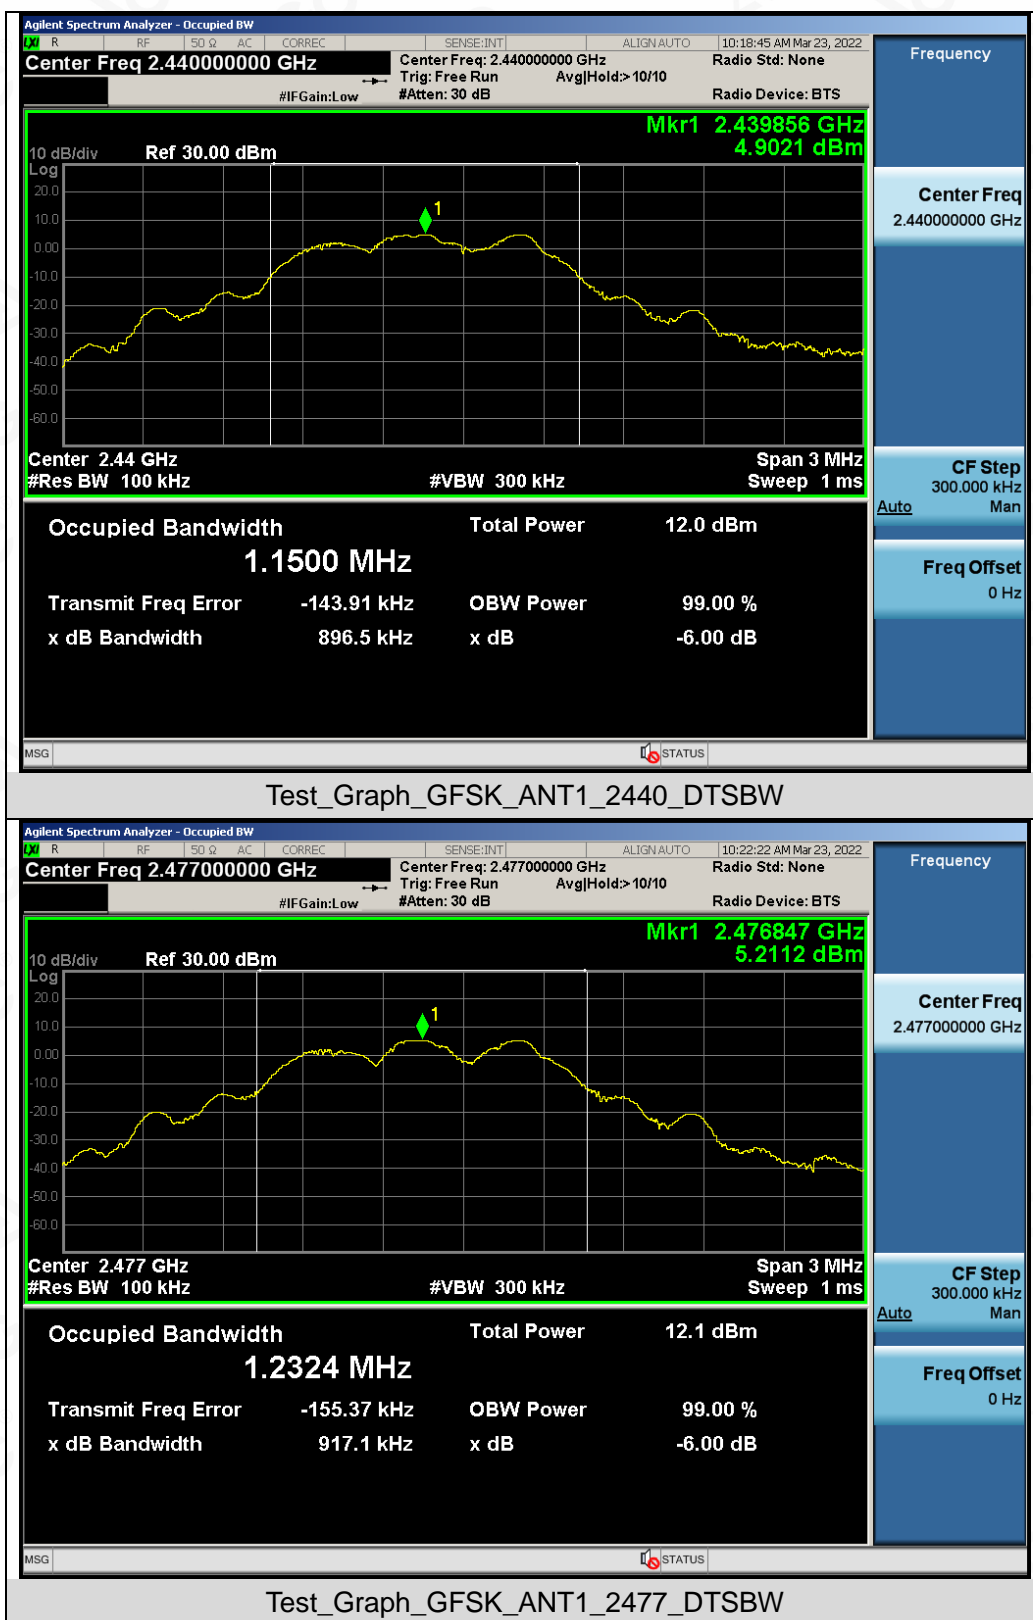 Agilent Spectrum Analyzer - Occupied BW
LXI R RF 50 Ω AC CORREC SENSE:INT ALIGN AUTO 10:18:45 AM Mar 23, 2022
Center Freq 2.440000000 GHz Center Freq: 2.440000000 GHz Radio Std: None Frequency
Trig: Free Run Avg|Hold:> 10/10
#IFGain:Low #Atten: 30 dB Radio Device: BTS
Mkr1 2.439856 GHz
10 dB/div Ref 30.00 dBm 4.9021 dBm
Log
20.0
10.0
0.00
-10.0
-20.0
-30.0
-40.0
-50.0
-60.0
1
Center Freq
2.440000000 GHz
Center 2.44 GHz Span 3 MHz
#Res BW 100 kHz #VBW 300 kHz Sweep 1 ms
CF Step
300.000 kHz
Auto Man
Occupied Bandwidth Total Power 12.0 dBm
1.1500 MHz
Freq Offset
0 Hz
Transmit Freq Error -143.91 kHz OBW Power 99.00 %
x dB Bandwidth 896.5 kHz x dB -6.00 dB
MSG STATUS
Test_Graph_GFSK_ANT1_2440_DTSBW
Agilent Spectrum Analyzer - Occupied BW
LXI R RF 50 Ω AC CORREC SENSE:INT ALIGN AUTO 10:22:22 AM Mar 23, 2022
Center Freq 2.477000000 GHz Center Freq: 2.477000000 GHz Radio Std: None Frequency
Trig: Free Run Avg|Hold:> 10/10
#IFGain:Low #Atten: 30 dB Radio Device: BTS
Mkr1 2.476847 GHz
10 dB/div Ref 30.00 dBm 5.2112 dBm
Log
20.0
10.0
0.00
-10.0
-20.0
-30.0
-40.0
-50.0
-60.0
1
Center Freq
2.477000000 GHz
Center 2.477 GHz Span 3 MHz
#Res BW 100 kHz #VBW 300 kHz Sweep 1 ms
CF Step
300.000 kHz
Auto Man
Occupied Bandwidth Total Power 12.1 dBm
1.2324 MHz
Freq Offset
0 Hz
Transmit Freq Error -155.37 kHz OBW Power 99.00 %
x dB Bandwidth 917.1 kHz x dB -6.00 dB
MSG STATUS
Test_Graph_GFSK_ANT1_2477_DTSBW